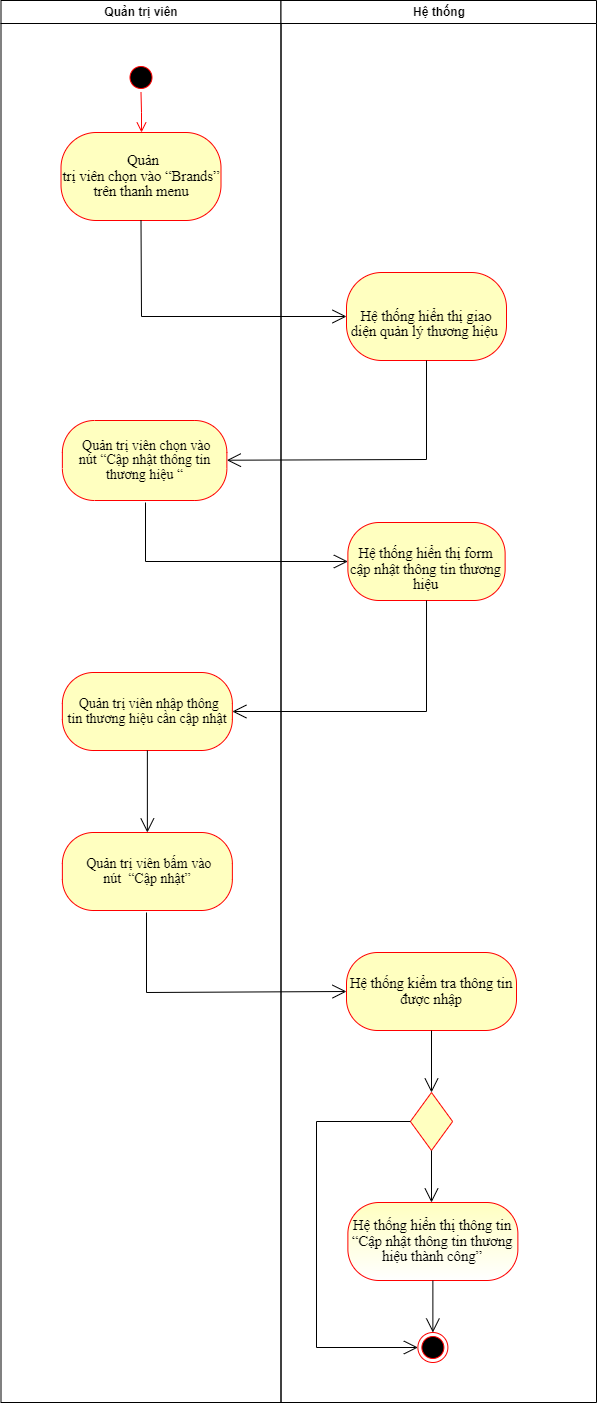 Quản trị viên
Hệ thống
Quản
trị viên chọn vào “Brands”
trên thanh menu
Hệ thống hiển thị giao
diện quản lý thương hiệu
Quản trị viên chọn vào
nút “Cập nhật thông tin
thương hiệu “
Hệ thống hiển thị form
cập nhật thông tin thương
hiệu
Quản trị viên nhập thông
tin thương hiệu cần cập nhật
Quản trị viên bấm vào
nút “Cập nhật”
Hệ thống kiểm tra thông tin
được nhập
Hệ thống hiển thị thông tin
“Cập nhật thông tin thương
hiệu thành công”